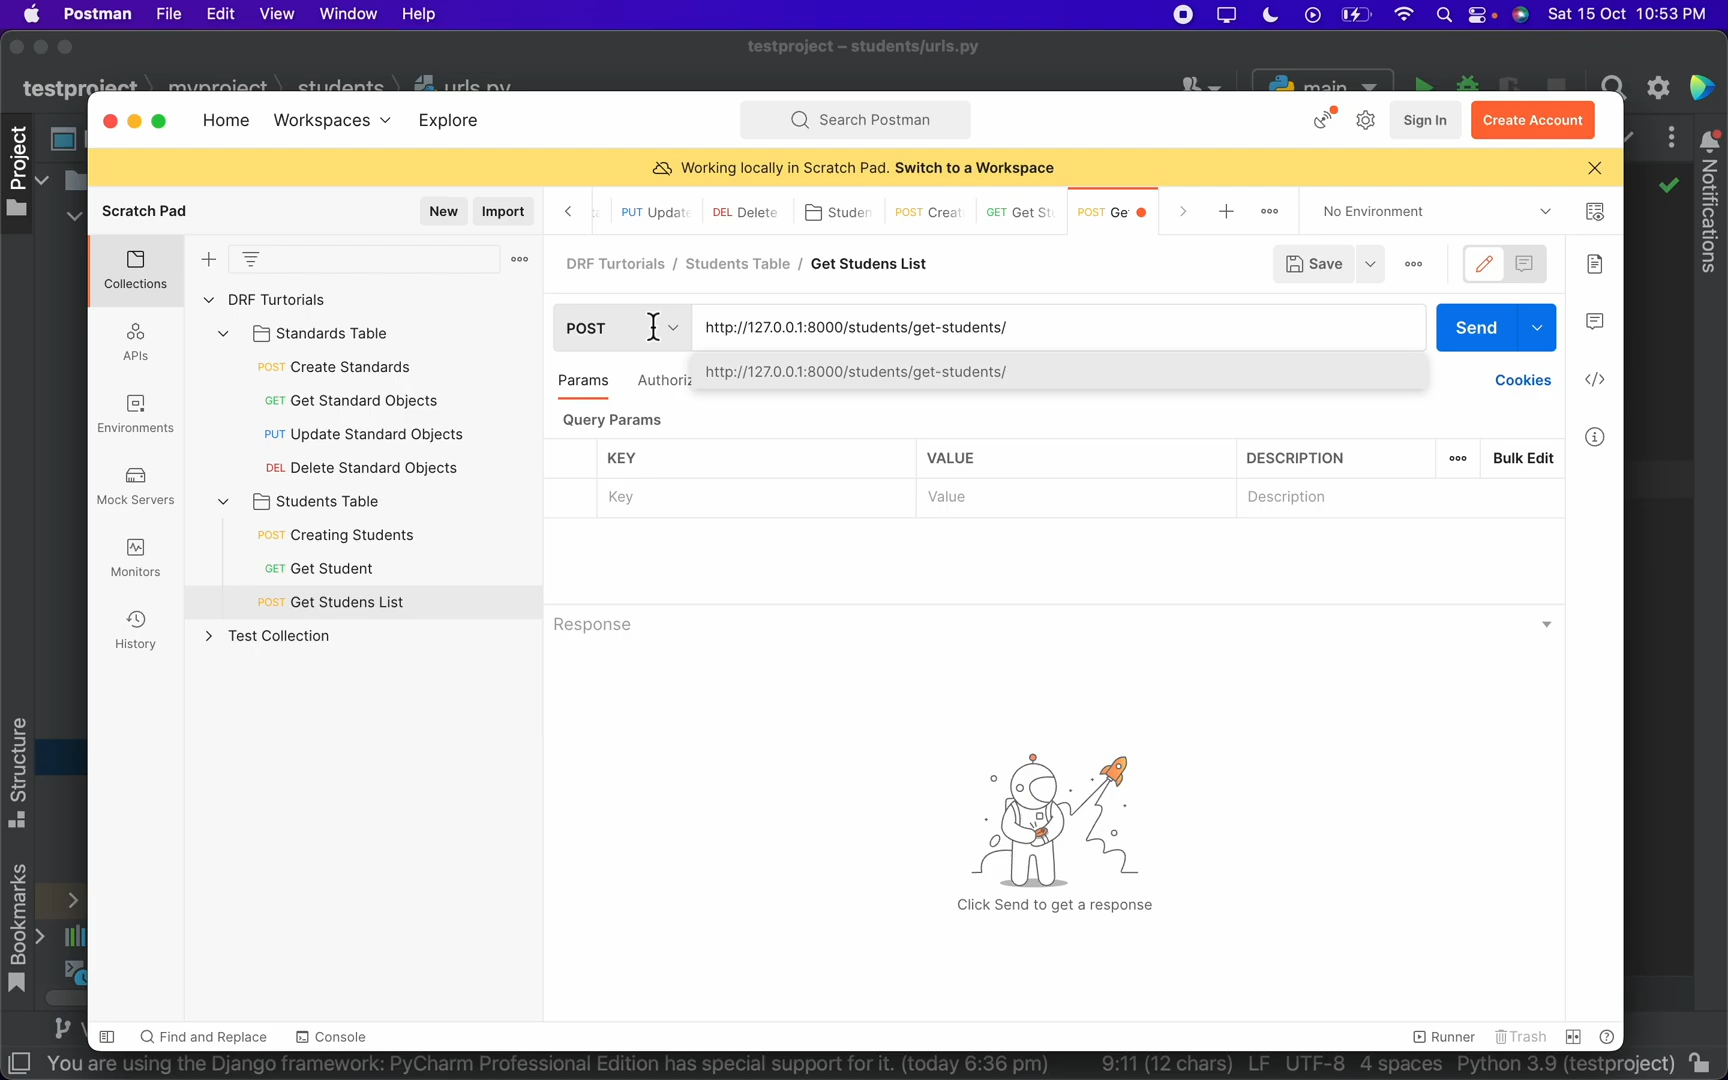 Postman File Edit View Window Help
Sat 15 Oct 10:53 PM
testproject – students/urls.py
testproject myproject students urls.py
main
Home Workspaces Explore
Search Postman
Sign In
Create Account
Working locally in Scratch Pad. Switch to a Workspace
Scratch Pad
New
Import
PUT Update
DEL Delete
Studen
POST Creat
GET Get Stu
POST Ge
No Environment
Collections
APIs
Environments
Mock Servers
Monitors
History
DRF Turtorials
Standards Table
POST Create Standards
GET Get Standard Objects
PUT Update Standard Objects
DEL Delete Standard Objects
Students Table
POST Creating Students
GET Get Student
POST Get Studens List
Test Collection
DRF Turtorials / Students Table / Get Studens List
Save
POST
http://127.0.0.1:8000/students/get-students/
Send
http://127.0.0.1:8000/students/get-students/
Params
Authoriz
Cookies
Query Params
KEY VALUE DESCRIPTION
Bulk Edit
Key Value Description
Response
Click Send to get a response
Find and Replace
Console
Runner
Trash
Project
Structure
Bookmarks
Notifications
You are using the Django framework: PyCharm Professional Edition has special support for it. (today 6:36 pm)
9:11 (12 chars) LF UTF-8 4 spaces Python 3.9 (testproject)